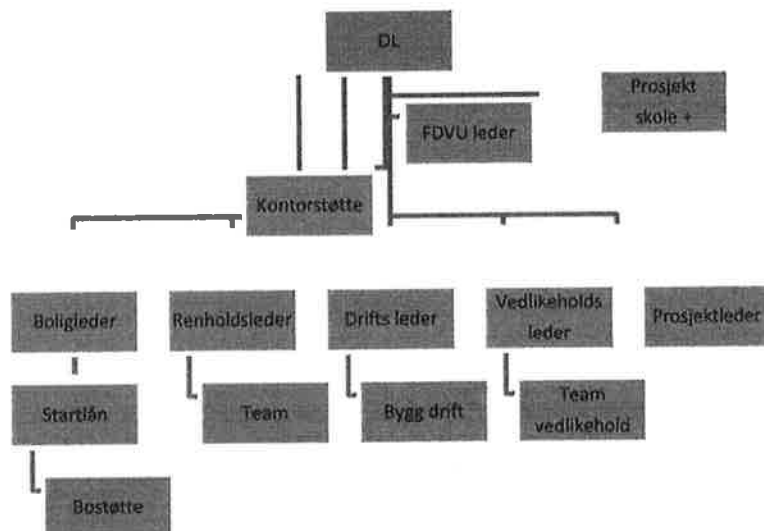 DL
Prosjekt
skole +
FDVU leder
Kontorstøtte
Boligleder
Renholdsleder
Drifts leder
Vedlikeholds
leder
Prosjektleder
Startlån
Team
Bygg drift
Team
vedlikehold
Bostøtte